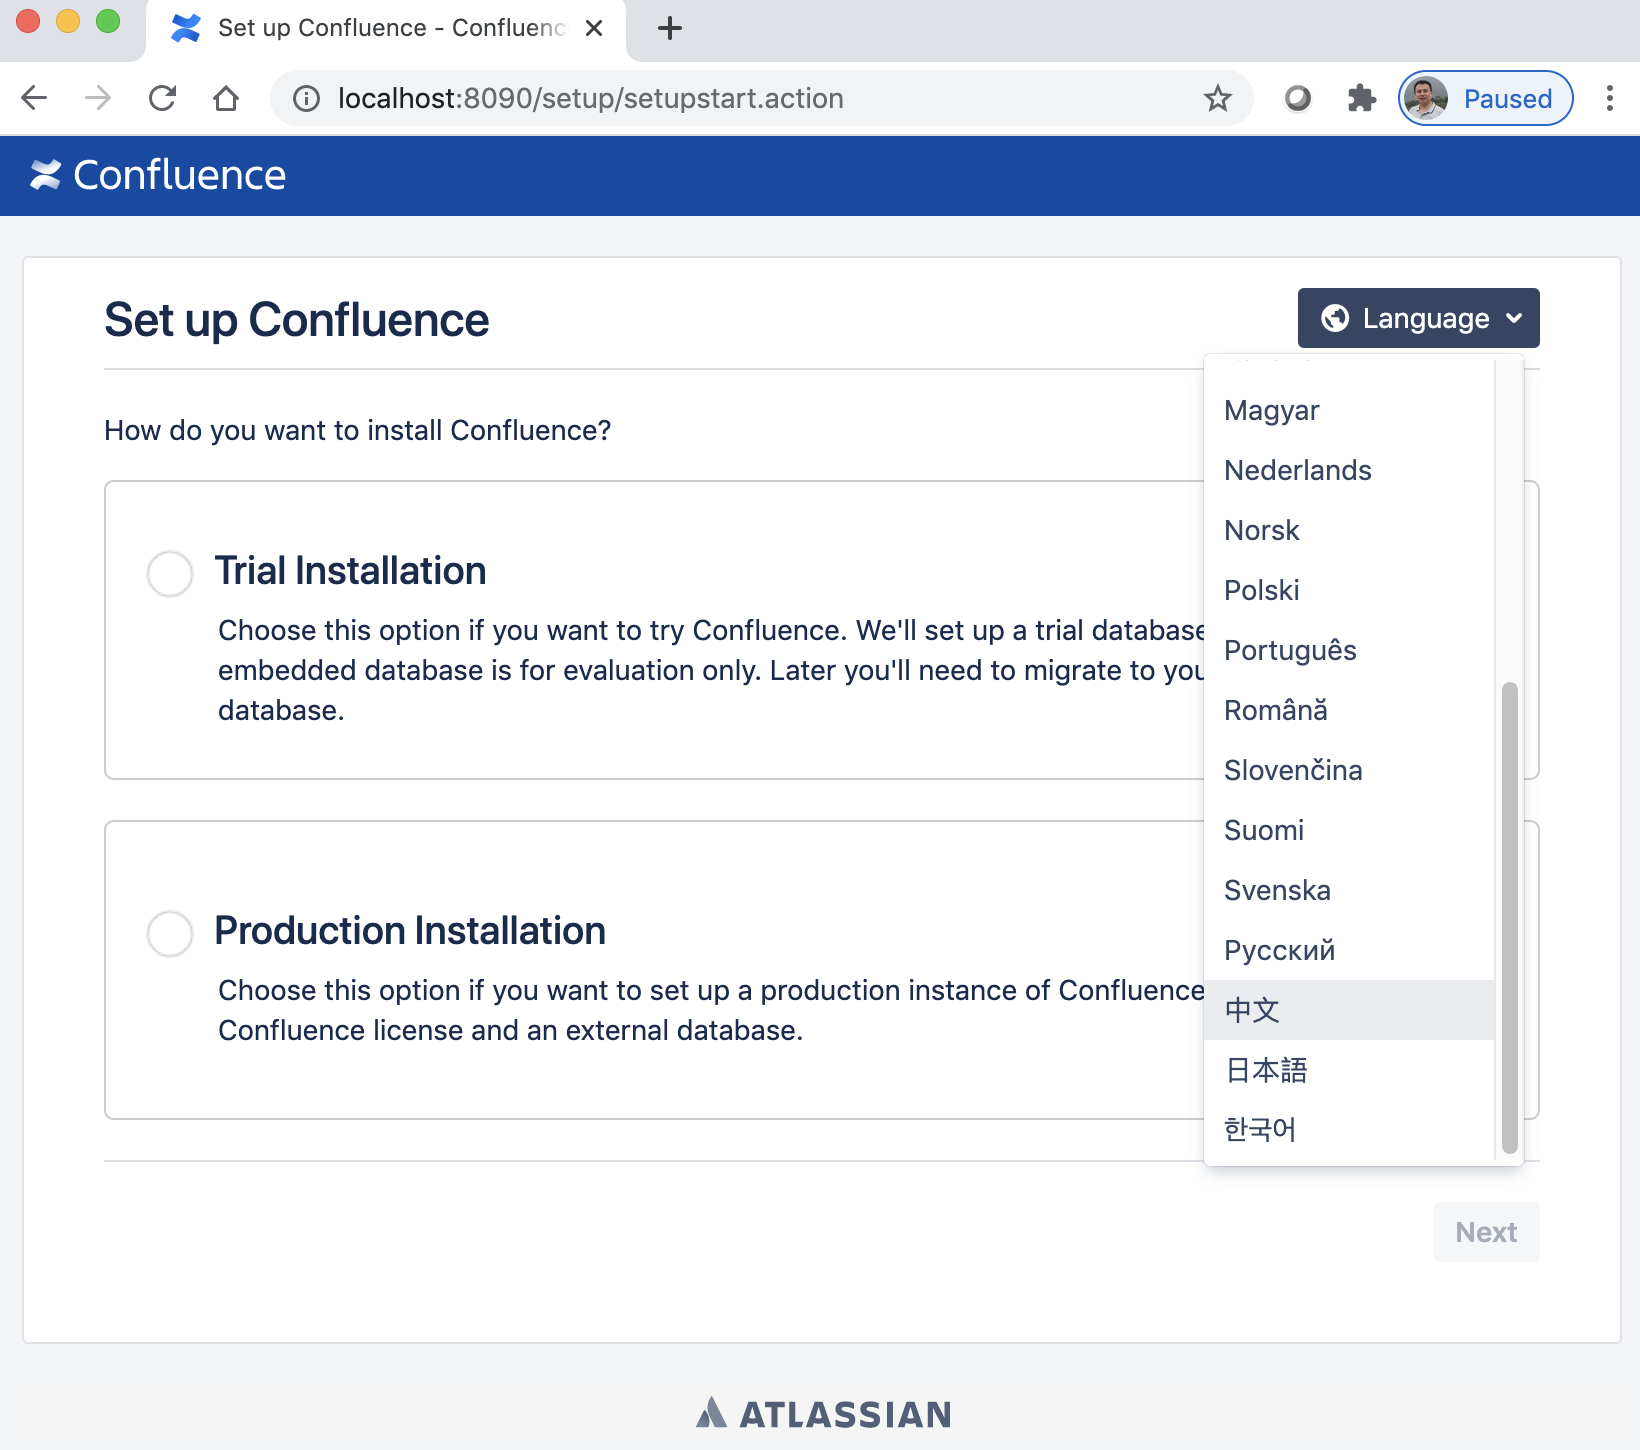 Set up Confluence - Confluenc
localhost:8090/setup/setupstart.action
Paused
Confluence
Set up Confluence
Language
How do you want to install Confluence?
Trial Installation
Choose this option if you want to try Confluence. We'll set up a trial database
embedded database is for evaluation only. Later you'll need to migrate to you
database.
Production Installation
Choose this option if you want to set up a production instance of Confluence
Confluence license and an external database.
Magyar
Nederlands
Norsk
Polski
Português
Română
Slovenčina
Suomi
Svenska
Русский
中文
日本語
한국어
Next
ATLASSIAN